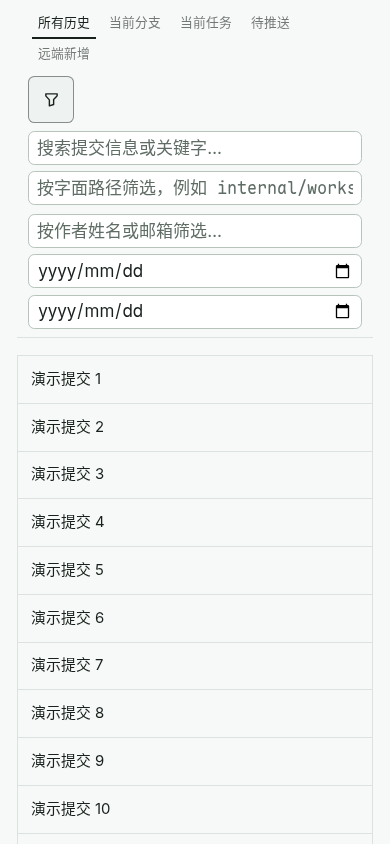 所有历史 当前分支 当前任务 待推送
远端新增
搜索提交信息或关键字...
按字面路径筛选，例如 internal/works
按作者姓名或邮箱筛选...
yyyy/mm/dd
yyyy/mm/dd
演示提交 1
演示提交 2
演示提交 3
演示提交 4
演示提交 5
演示提交 6
演示提交 7
演示提交 8
演示提交 9
演示提交 10